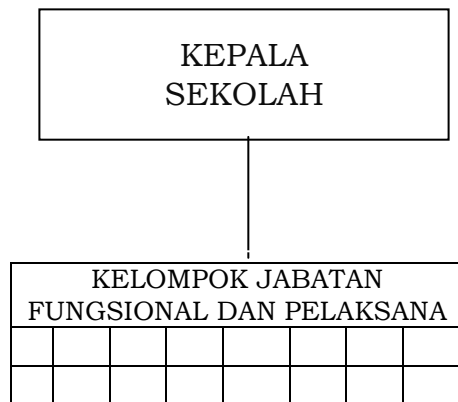 KEPALA
SEKOLAH
KELOMPOK JABATAN
FUNGSIONAL DAN PELAKSANA